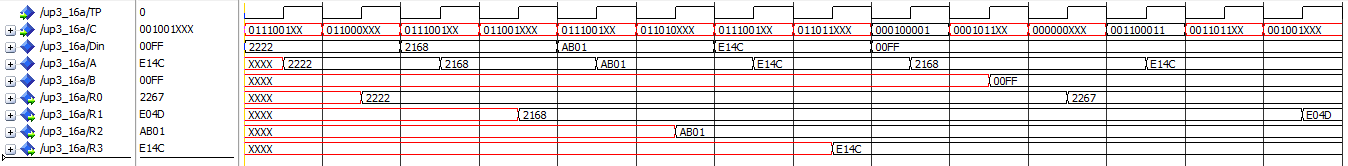 /up3_16a/TP 0
/up3_16a/C 001001XXX 0111001XX 011000XXX 0111001XX 011001XXX 0111001XX 011010XXX 0111001XX 011011XXX 000100001 0001011XX 000000XXX 001100011 0011011XX 001001XXX
/up3_16a/Din 00FF 2222 2168 AB01 E14C 00FF
/up3_16a/A E14C XXXX 2222 2168 AB01 E14C 2168 E14C
/up3_16a/B 00FF XXXX 00FF
/up3_16a/R0 2267 XXXX 2222 2267
/up3_16a/R1 E04D XXXX 2168 E04D
/up3_16a/R2 AB01 XXXX AB01
/up3_16a/R3 E14C XXXX E14C